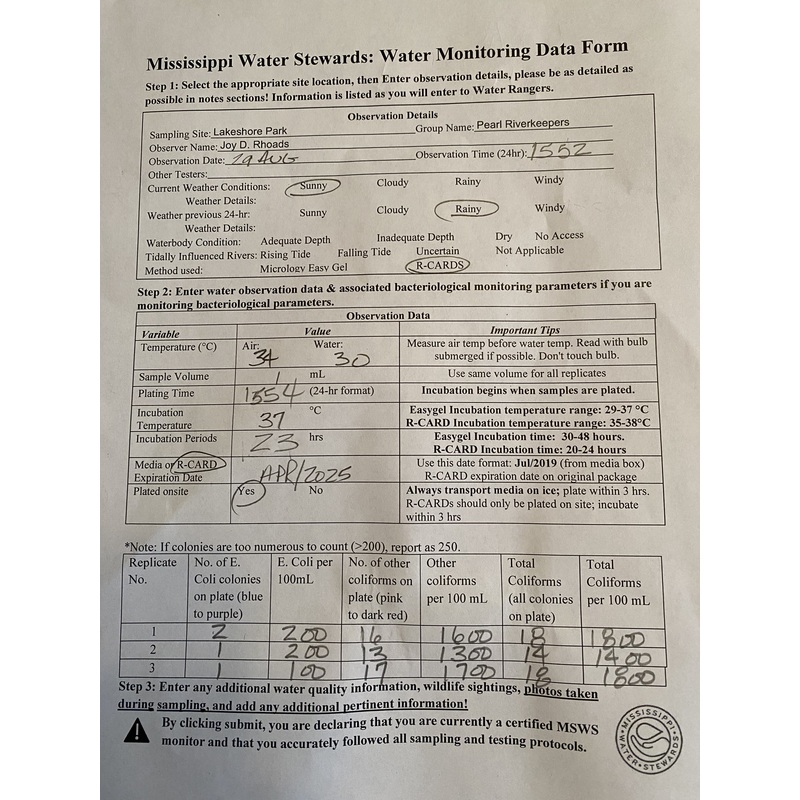 Mississippi Water Stewards: Water Monitoring Data Form
Step 1: Select the appropriate site location, then Enter observation details, please be as detailed as
possible in notes sections! Information is listed as you will enter to Water Rangers.
Observation Details
Sampling Site: Lakeshore Park Group Name: Pearl Riverkeepers
Observer Name: Joy D. Rhoads
Observation Date: 29 AUG Observation Time (24hr): 1552
Other Testers:
Current Weather Conditions: Sunny Cloudy Rainy Windy
Weather Details:
Weather previous 24-hr: Sunny Cloudy Rainy Windy
Weather Details:
Waterbody Condition: Adequate Depth Inadequate Depth Dry No Access
Tidally Influenced Rivers: Rising Tide Falling Tide Uncertain Not Applicable
Method used: Micrology Easy Gel R-CARDS
Step 2: Enter water observation data & associated bacteriological monitoring parameters if you are
monitoring bacteriological parameters.
Observation Data
Variable Value Important Tips
Temperature (°C) Air: 34 Water: 30 Measure air temp before water temp. Read with bulb
submerged if possible. Don't touch bulb.
Sample Volume 1 mL Use same volume for all replicates
Plating Time 1554 (24-hr format) Incubation begins when samples are plated.
Incubation
Temperature 37 °C Easygel Incubation temperature range: 29-37 °C
R-CARD Incubation temperature range: 35-38°C
Incubation Periods 23 hrs Easygel Incubation time: 30-48 hours.
R-CARD Incubation time: 20-24 hours
Media or R-CARD
Expiration Date APR/2025 Use this date format: Jul/2019 (from media box)
R-CARD expiration date on original package
Plated onsite Yes No Always transport media on ice; plate within 3 hrs.
R-CARDs should only be plated on site; incubate
within 3 hrs
*Note: If colonies are too numerous to count (>200), report as 250.
Replicate No. No. of E. Coli colonies on plate (blue to purple) E. Coli per 100mL No. of other coliforms on plate (pink to dark red) Other coliforms per 100 mL Total Coliforms (all colonies on plate) Total Coliforms per 100 mL
1 2 200 16 1600 18 1800
2 1 200 13 1300 14 1400
3 1 100 17 1700 18 1800
Step 3: Enter any additional water quality information, wildlife sightings, photos taken
during sampling, and add any additional pertinent information!
By clicking submit, you are declaring that you are currently a certified MSWS
monitor and that you accurately followed all sampling and testing protocols.
MISSISSIPPI WATER STEWARDS